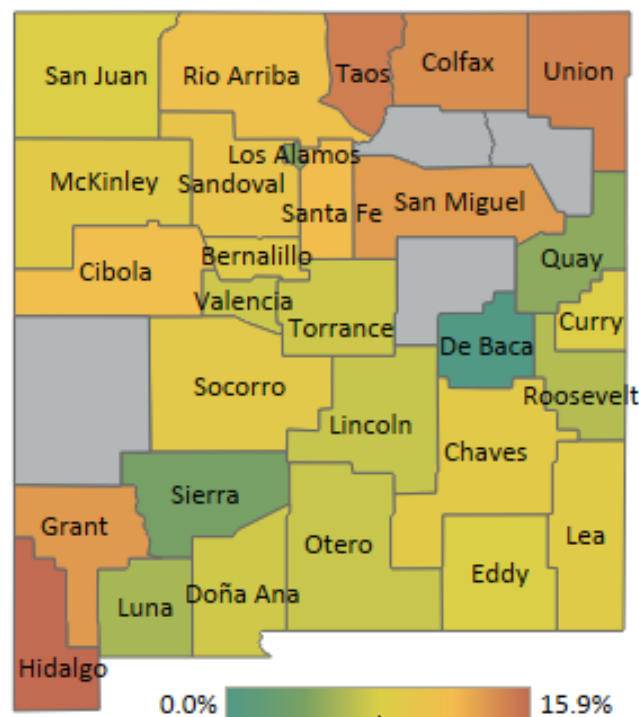 San Juan
Rio Arriba
Taos
Colfax
Union
Los Alamos
McKinley
Sandoval
Santa Fe
San Miguel
Bernalillo
Quay
Cibola
Valencia
Torrance
Curry
De Baca
Socorro
Roosevelt
Lincoln
Chaves
Sierra
Grant
Otero
Lea
Eddy
Luna
Doña Ana
Hidalgo
0.0%
15.9%